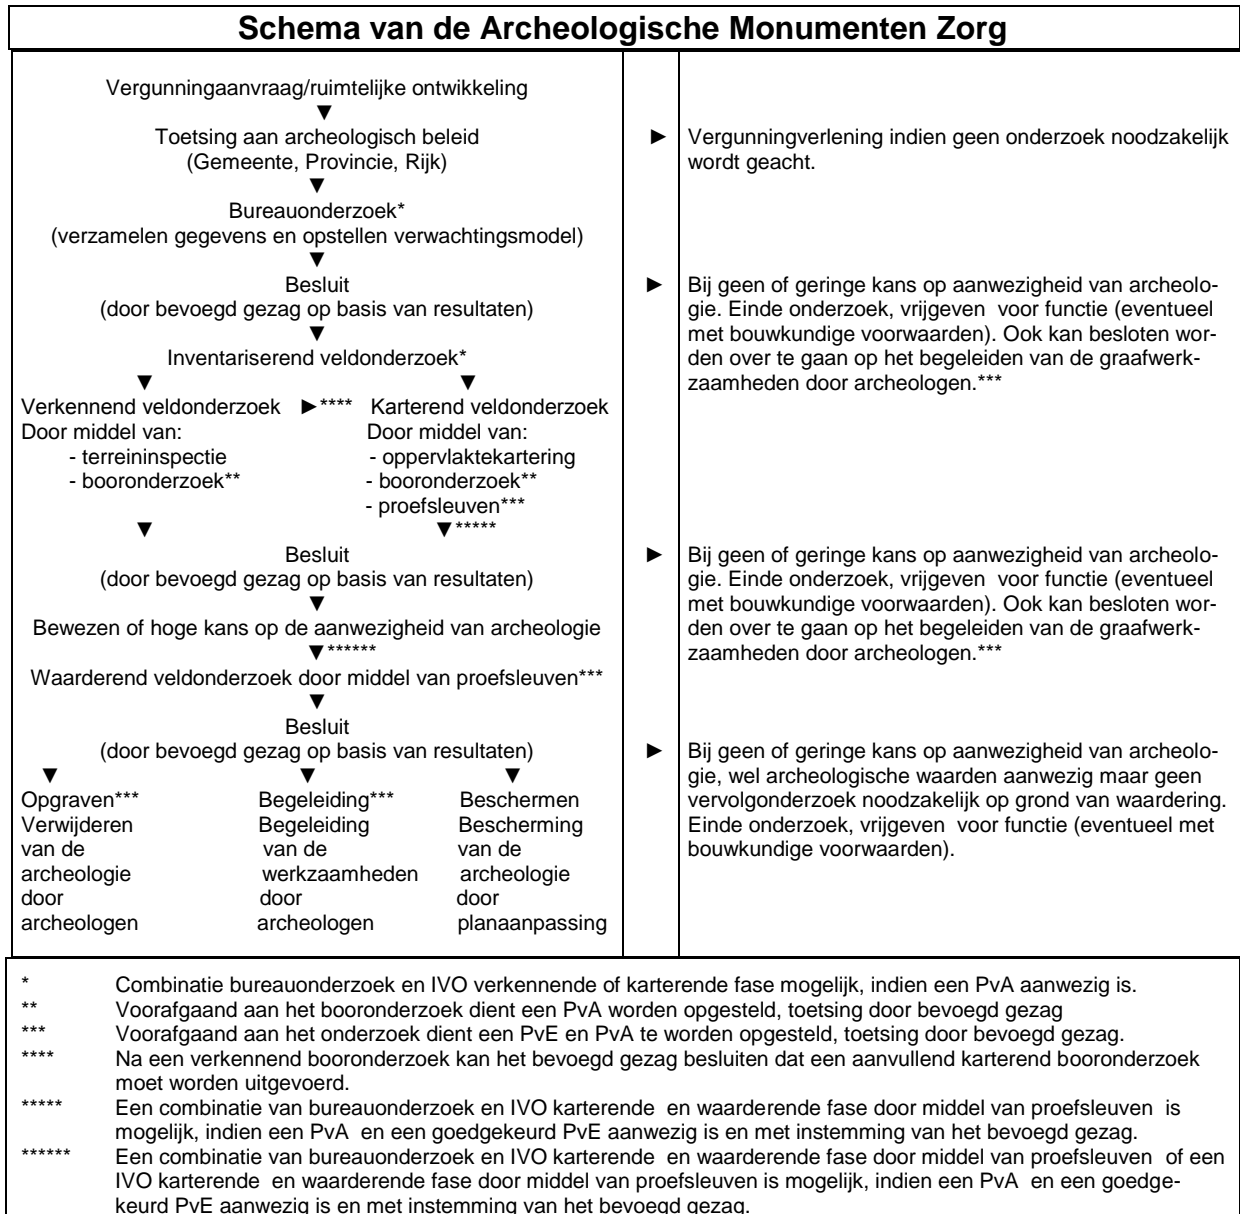 Schema van de Archeologische Monumenten Zorg
Vergunningaanvraag/ruimtelijke ontwikkeling
▼
Toetsing aan archeologisch beleid
(Gemeente, Provincie, Rijk)
► Vergunningverlening indien geen onderzoek noodzakelijk
wordt geacht.
▼
Bureauonderzoek*
(verzamelen gegevens en opstellen verwachtingsmodel)
▼
Besluit
(door bevoegd gezag op basis van resultaten)
► Bij geen of geringe kans op aanwezigheid van archeolo-
gie. Einde onderzoek, vrijgeven voor functie (eventueel
met bouwkundige voorwaarden). Ook kan besloten wor-
den over te gaan op het begeleiden van de graafwerk-
zaamheden door archeologen.***
▼
Inventariserend veldonderzoek*
▼ ▼
Verkennend veldonderzoek ►**** Karterend veldonderzoek
Door middel van: Door middel van:
- terreininspectie - oppervlaktekartering
- booronderzoek** - booronderzoek**
- proefsleuven***
▼ ▼*****
Besluit
(door bevoegd gezag op basis van resultaten)
► Bij geen of geringe kans op aanwezigheid van archeolo-
gie. Einde onderzoek, vrijgeven voor functie (eventueel
met bouwkundige voorwaarden). Ook kan besloten wor-
den over te gaan op het begeleiden van de graafwerk-
zaamheden door archeologen.***
▼
Bewezen of hoge kans op de aanwezigheid van archeologie
▼******
Waarderend veldonderzoek door middel van proefsleuven***
▼
Besluit
(door bevoegd gezag op basis van resultaten)
► Bij geen of geringe kans op aanwezigheid van archeolo-
gie, wel archeologische waarden aanwezig maar geen
vervolgonderzoek noodzakelijk op grond van waardering.
Einde onderzoek, vrijgeven voor functie (eventueel met
bouwkundige voorwaarden).
▼ ▼ ▼
Opgraven*** Begeleiding*** Beschermen
Verwijderen Begeleiding Bescherming
van de van de van de
archeologie werkzaamheden archeologie
door door door
archeologen archeologen planaanpassing
* Combinatie bureauonderzoek en IVO verkennende of karterende fase mogelijk, indien een PvA aanwezig is.
** Voorafgaand aan het booronderzoek dient een PvA worden opgesteld, toetsing door bevoegd gezag
*** Voorafgaand aan het onderzoek dient een PvE en PvA te worden opgesteld, toetsing door bevoegd gezag.
**** Na een verkennend booronderzoek kan het bevoegd gezag besluiten dat een aanvullend karterend booronderzoek
moet worden uitgevoerd.
***** Een combinatie van bureauonderzoek en IVO karterende en waarderende fase door middel van proefsleuven is
mogelijk, indien een PvA en een goedgekeurd PvE aanwezig is en met instemming van het bevoegd gezag.
****** Een combinatie van bureauonderzoek en IVO karterende en waarderende fase door middel van proefsleuven of een
IVO karterende en waarderende fase door middel van proefsleuven is mogelijk, indien een PvA en een goedge-
keurd PvE aanwezig is en met instemming van het bevoegd gezag.